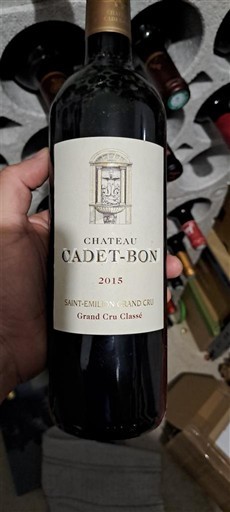 CHATEAU
CADET-BON
2015
SAINT-EMILION GRAND CRU
Grand Cru Classé